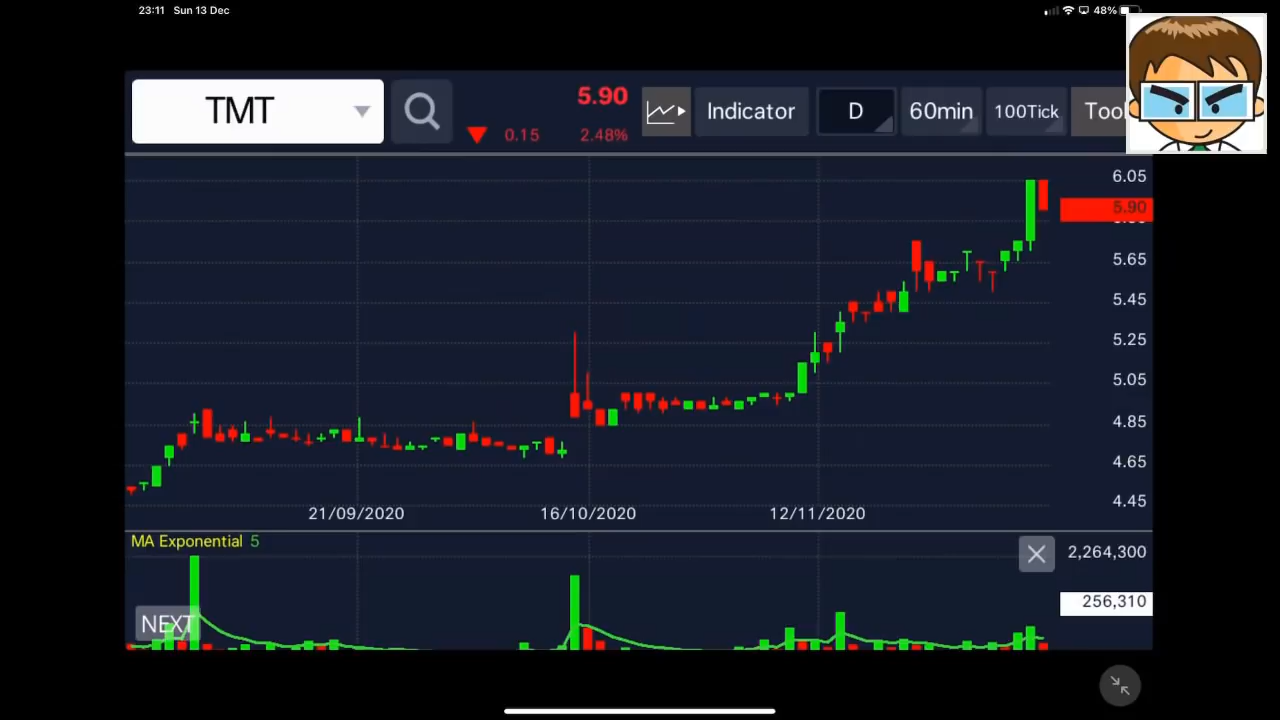 23:11 Sun 13 Dec
48%
TMT
5.90
0.15 2.48%
Indicator
D
60min
100Tick
6.05
5.90
5.65
5.45
5.25
5.05
4.85
4.65
4.45
21/09/2020
16/10/2020
12/11/2020
MA Exponential 5
2,264,300
256,310
NEXT